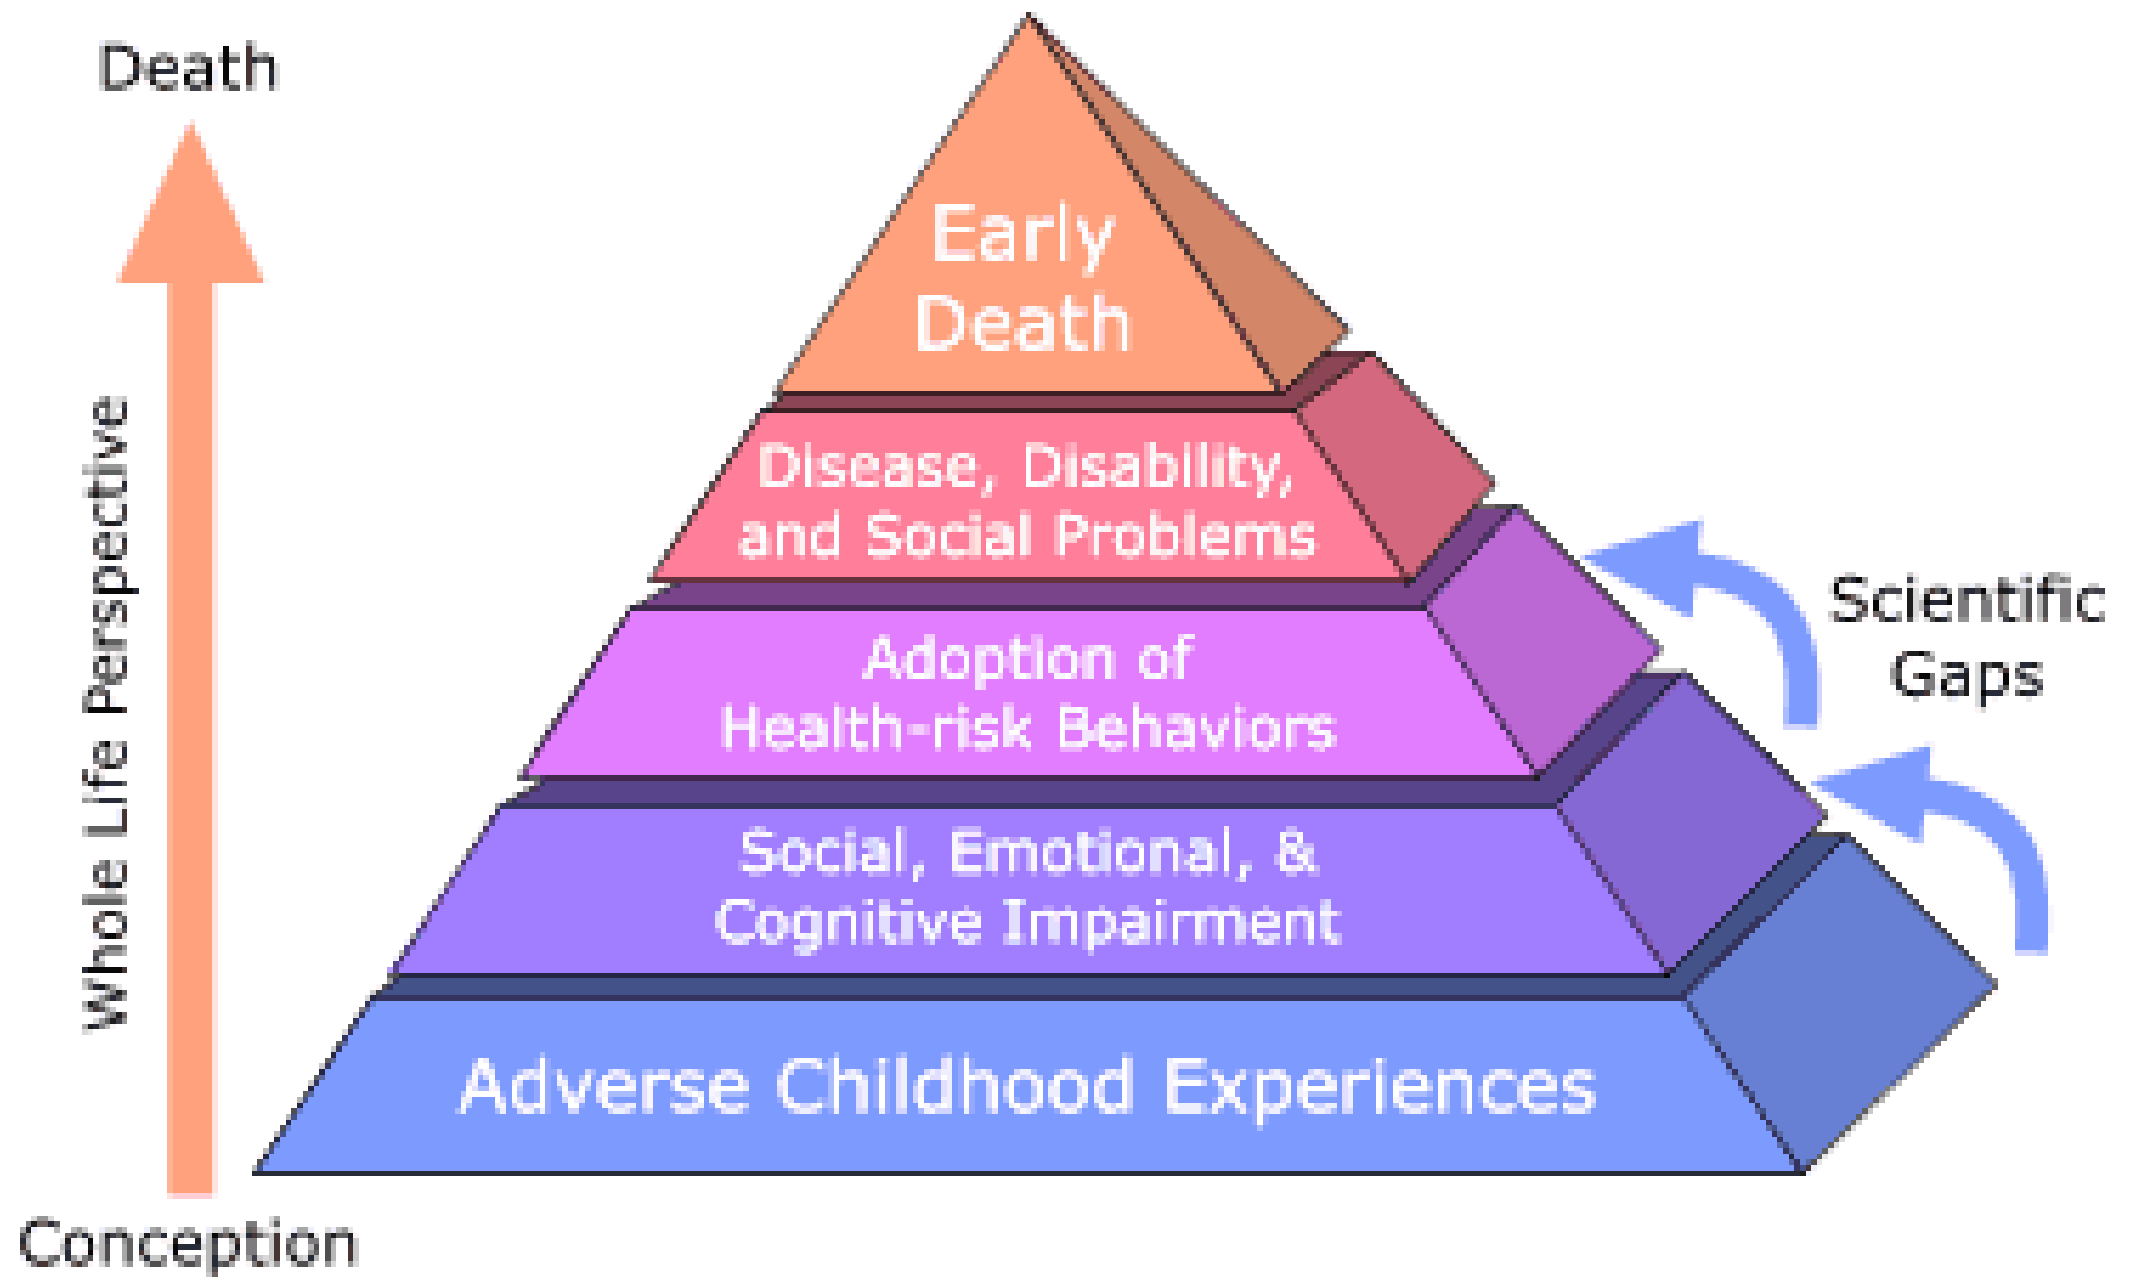 Death
Whole Life Perspective
Conception
Early
Death
Disease, Disability,
and Social Problems
Adoption of
Health-risk Behaviors
Social, Emotional, &
Cognitive Impairment
Adverse Childhood Experiences
Scientific
Gaps